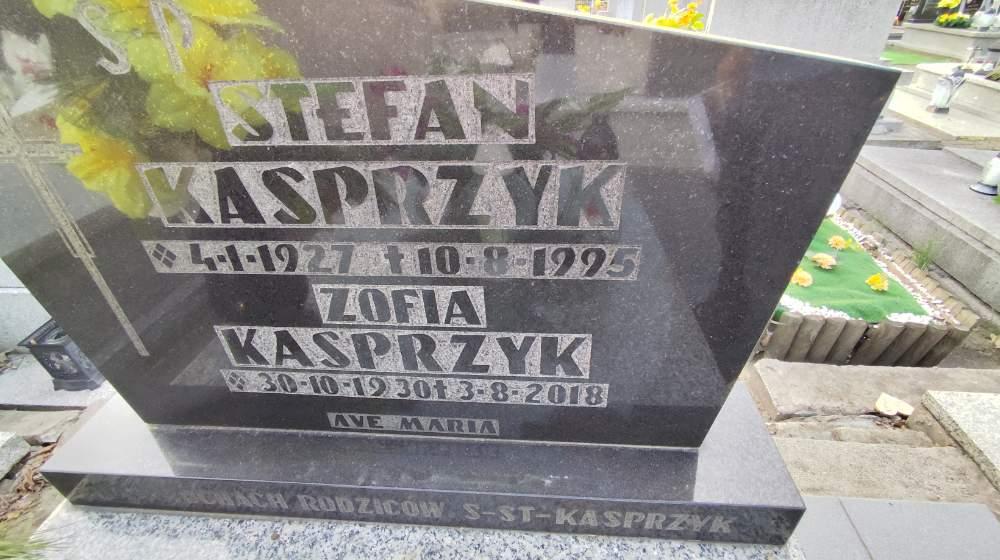 S P
STEFAN
KASPRZYK
4-1-1927 † 10-8-1995
ZOFIA
KASPRZYK
30-10-1930 † 3-8-2018
AVE MARIA
RODZICÓW S-ST-KASPRZYK